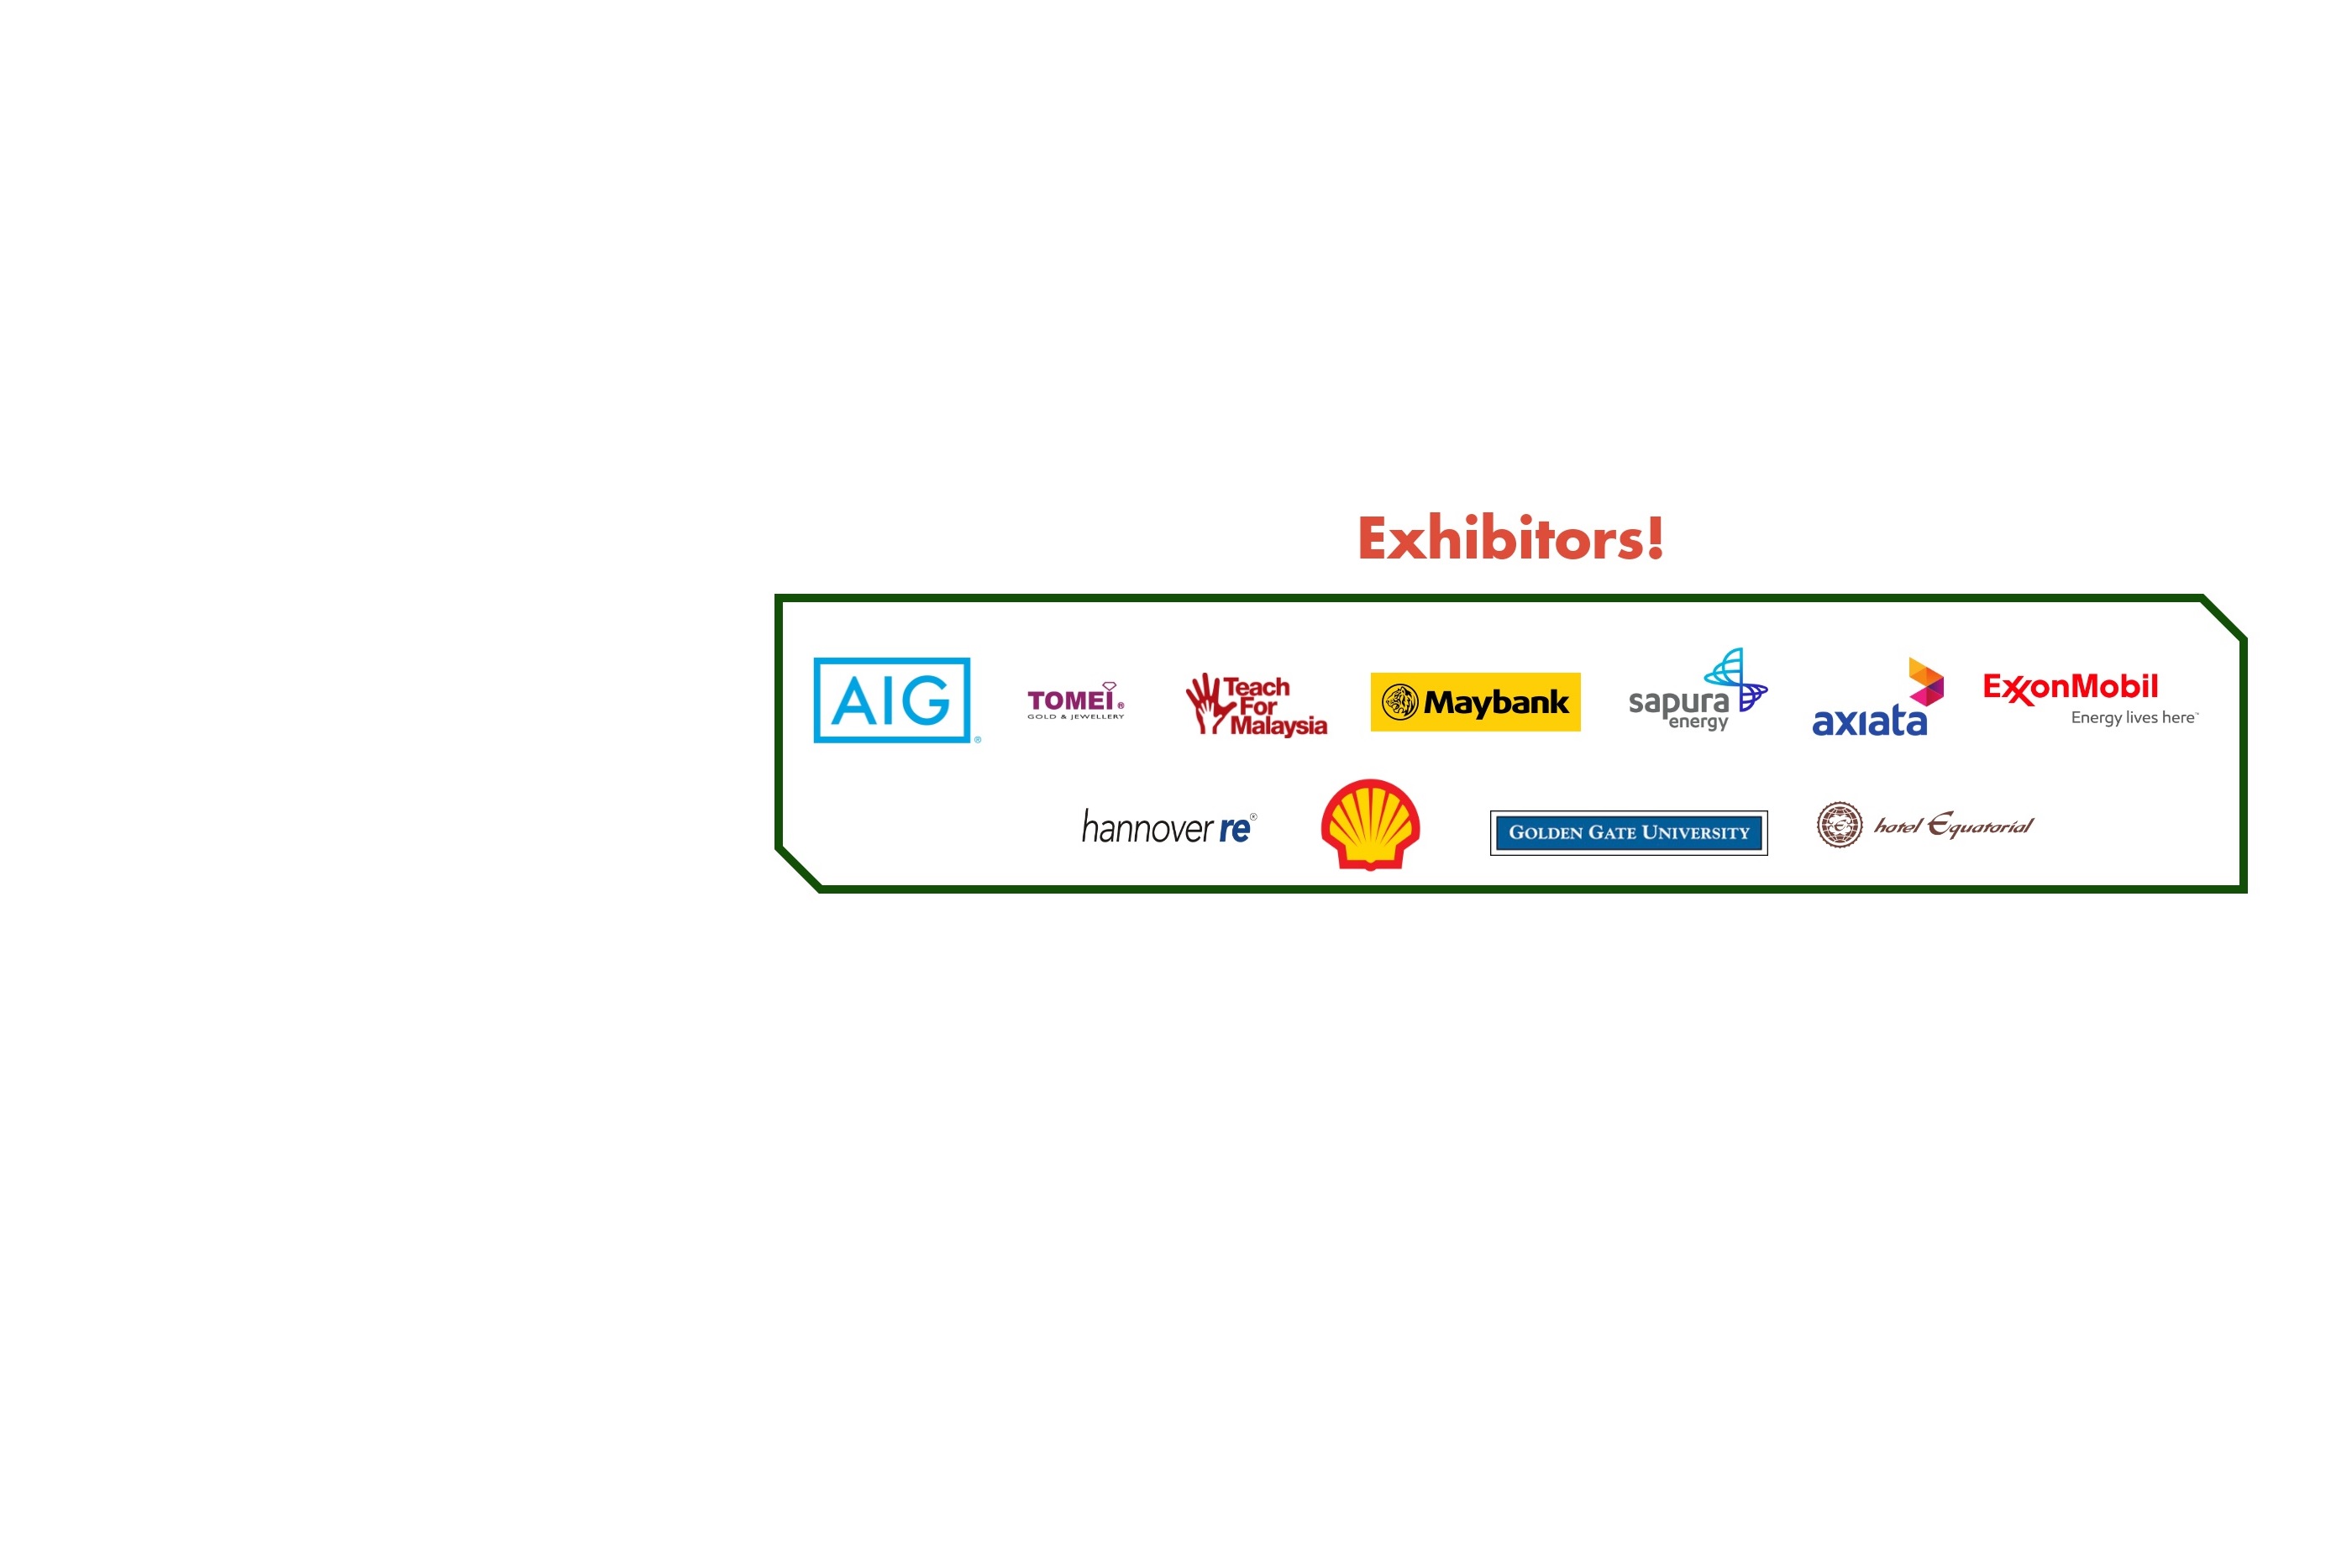 Exhibitors!
AIG®
TOMEI®
GOLD & JEWELLERY
Teach
For
Malaysia
Maybank
sapura
energy
axiata
ExxonMobil
Energy lives here™
hannover re®
GOLDEN GATE UNIVERSITY
hotel Equatorial